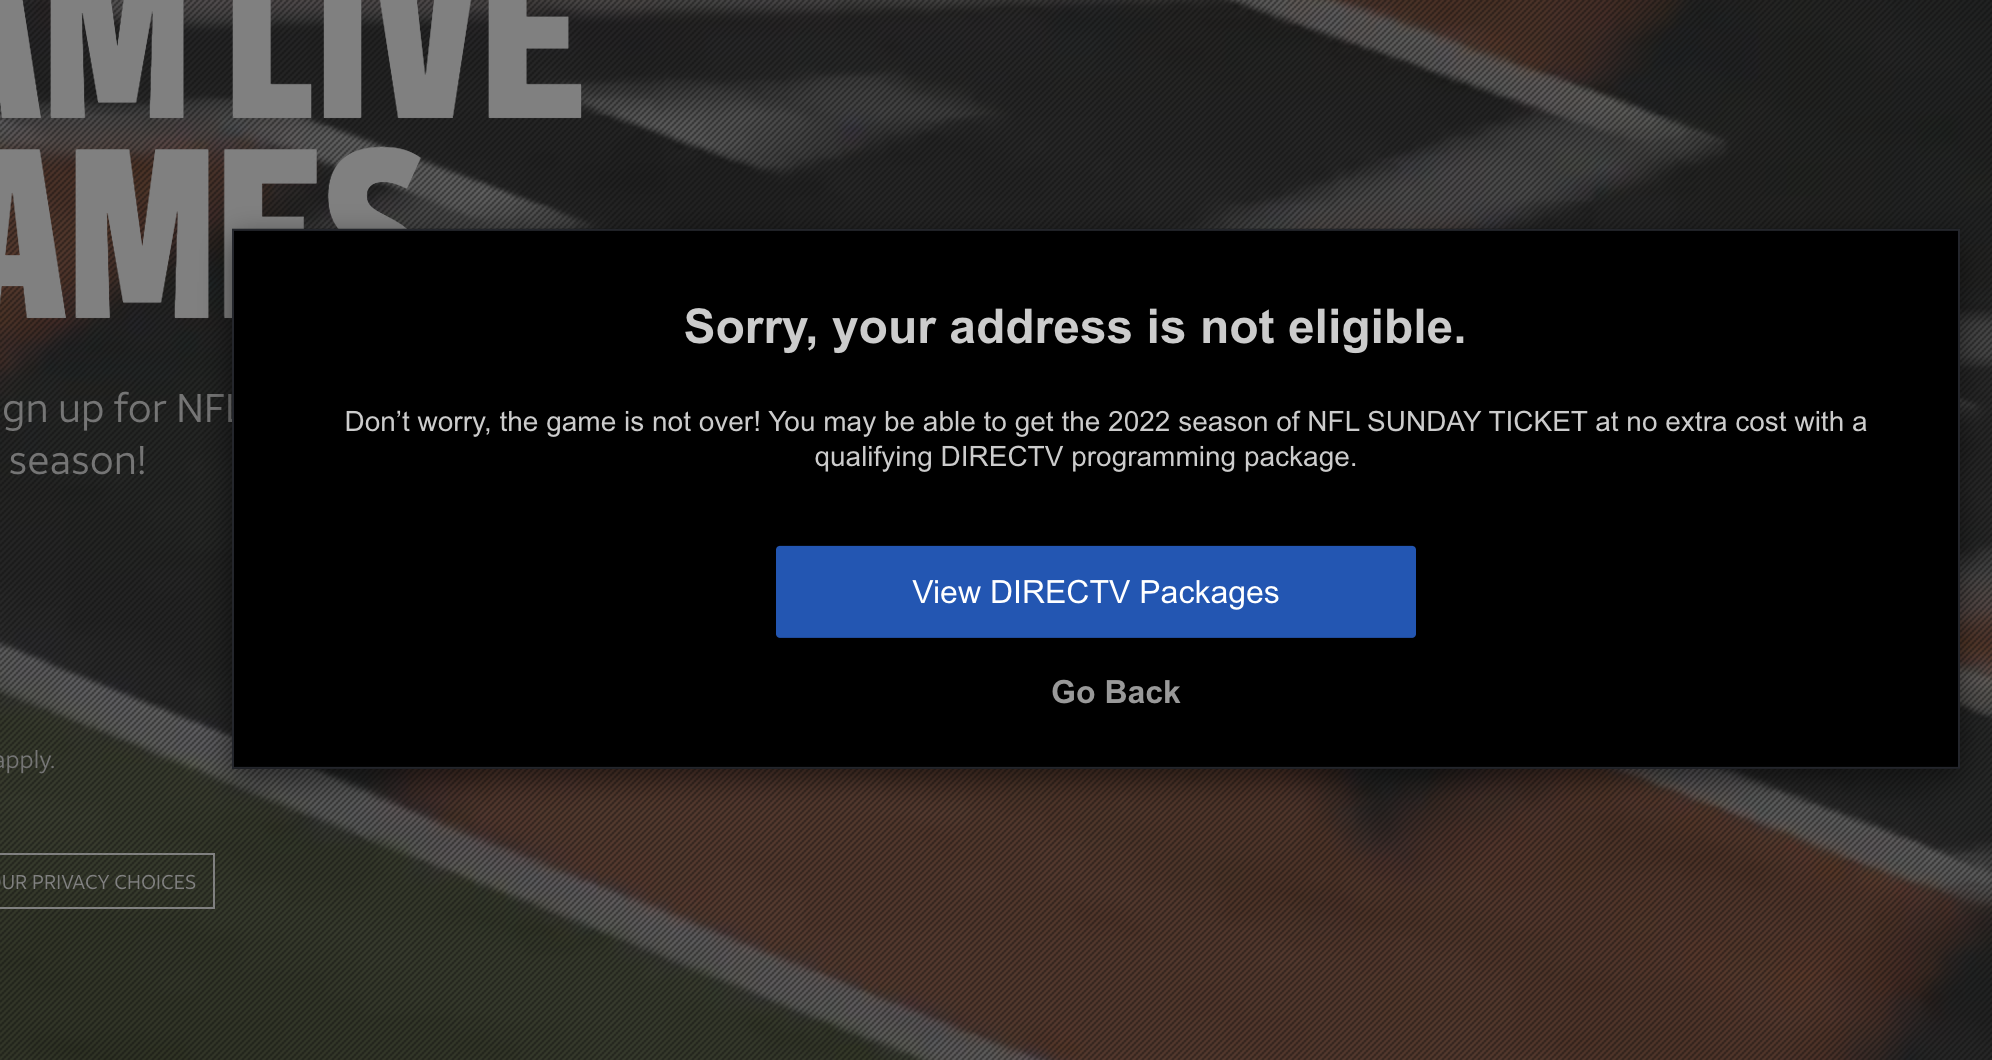 AM LIVE
AMES
gn up for NFL
season!
Sorry, your address is not eligible.
Don’t worry, the game is not over! You may be able to get the 2022 season of NFL SUNDAY TICKET at no extra cost with a
qualifying DIRECTV programming package.
View DIRECTV Packages
Go Back
apply.
UR PRIVACY CHOICES